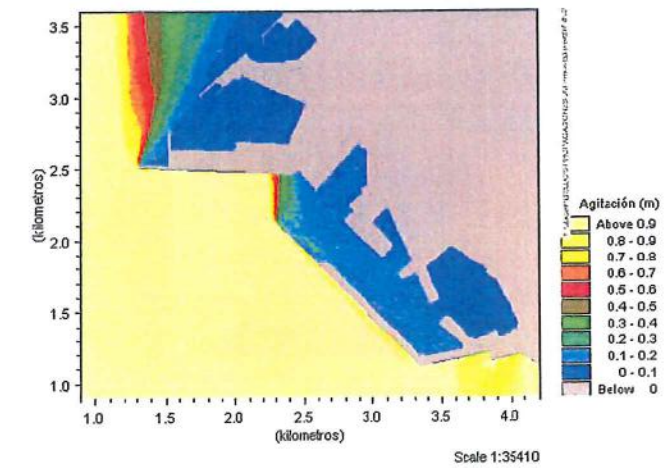 3.5
3.0
2.5
2.0
1.5
1.0
(kilometros)
1.0 1.5 2.0 2.5 3.0 3.5 4.0
(kilometros)
Scale 1:35410
Agitación (m)
Above 0.9
0.8 - 0.9
0.7 - 0.8
0.6 - 0.7
0.5 - 0.6
0.4 - 0.5
0.3 - 0.4
0.2 - 0.3
0.1 - 0.2
0 - 0.1
Below 0